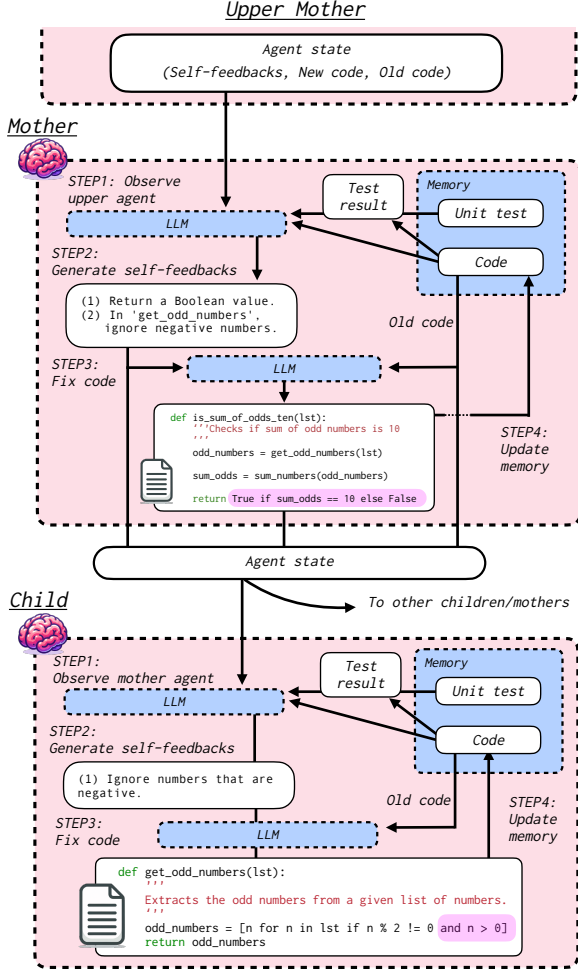 Upper Mother
Agent state
(Self-feedbacks, New code, Old code)
Mother
STEP1: Observe
upper agent
LLM
Test
result
Memory
Unit test
Code
STEP2:
Generate self-feedbacks
(1) Return a Boolean value.
(2) In 'get_odd_numbers',
ignore negative numbers.
Old code
STEP3:
Fix code
LLM
def is_sum_of_odds_ten(lst):
'''Checks if sum of odd numbers is 10
'''
odd_numbers = get_odd_numbers(lst)
sum_odds = sum_numbers(odd_numbers)
return True if sum_odds == 10 else False
STEP4:
Update
memory
Agent state
To other children/mothers
Child
STEP1:
Observe mother agent
LLM
Test
result
Memory
Unit test
Code
STEP2:
Generate self-feedbacks
(1) Ignore numbers that are
negative.
Old code
STEP3:
Fix code
LLM
STEP4:
Update
memory
def get_odd_numbers(lst):
'''
Extracts the odd numbers from a given list of numbers.
'''
odd_numbers = [n for n in lst if n % 2 != 0 and n > 0]
return odd_numbers